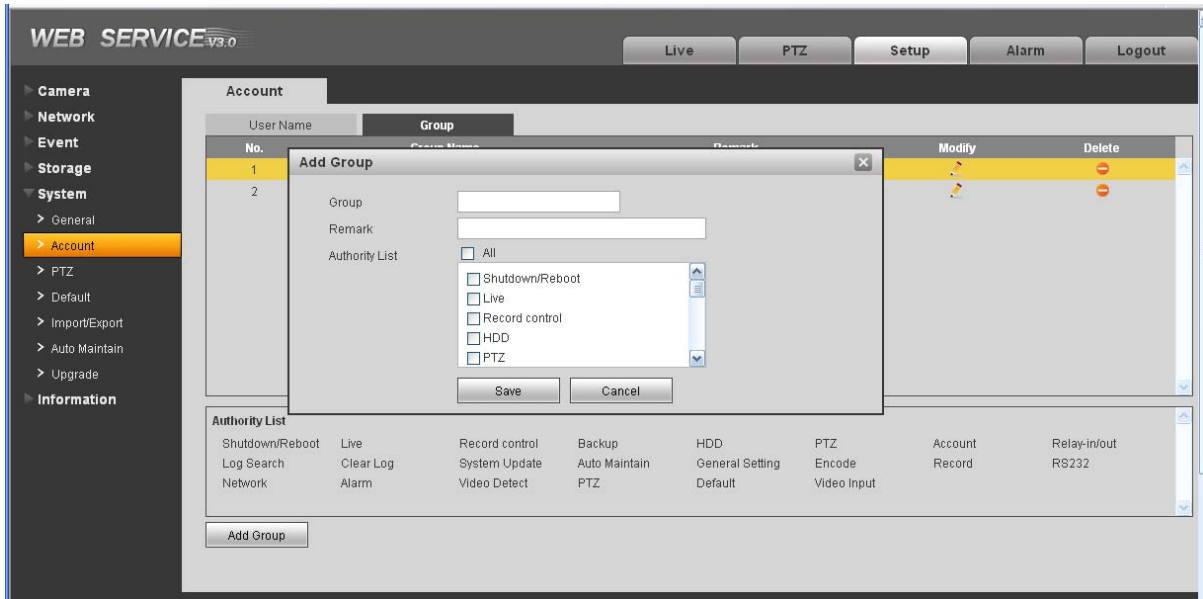 WEB SERVICE V3.0
Live PTZ Setup Alarm Logout
Camera
Network
Event
Storage
System
General
Account
PTZ
Default
Import/Export
Auto Maintain
Upgrade
Information
Account
User Name Group
No. Group Name Remark Modify Delete
1
2
Add Group
Group
Remark
Authority List All
Shutdown/Reboot
Live
Record control
HDD
PTZ
Save Cancel
Authority List
Shutdown/Reboot Live Record control Backup HDD PTZ Account Relay-in/out
Log Search Clear Log System Update Auto Maintain General Setting Encode Record RS232
Network Alarm Video Detect PTZ Default Video Input
Add Group